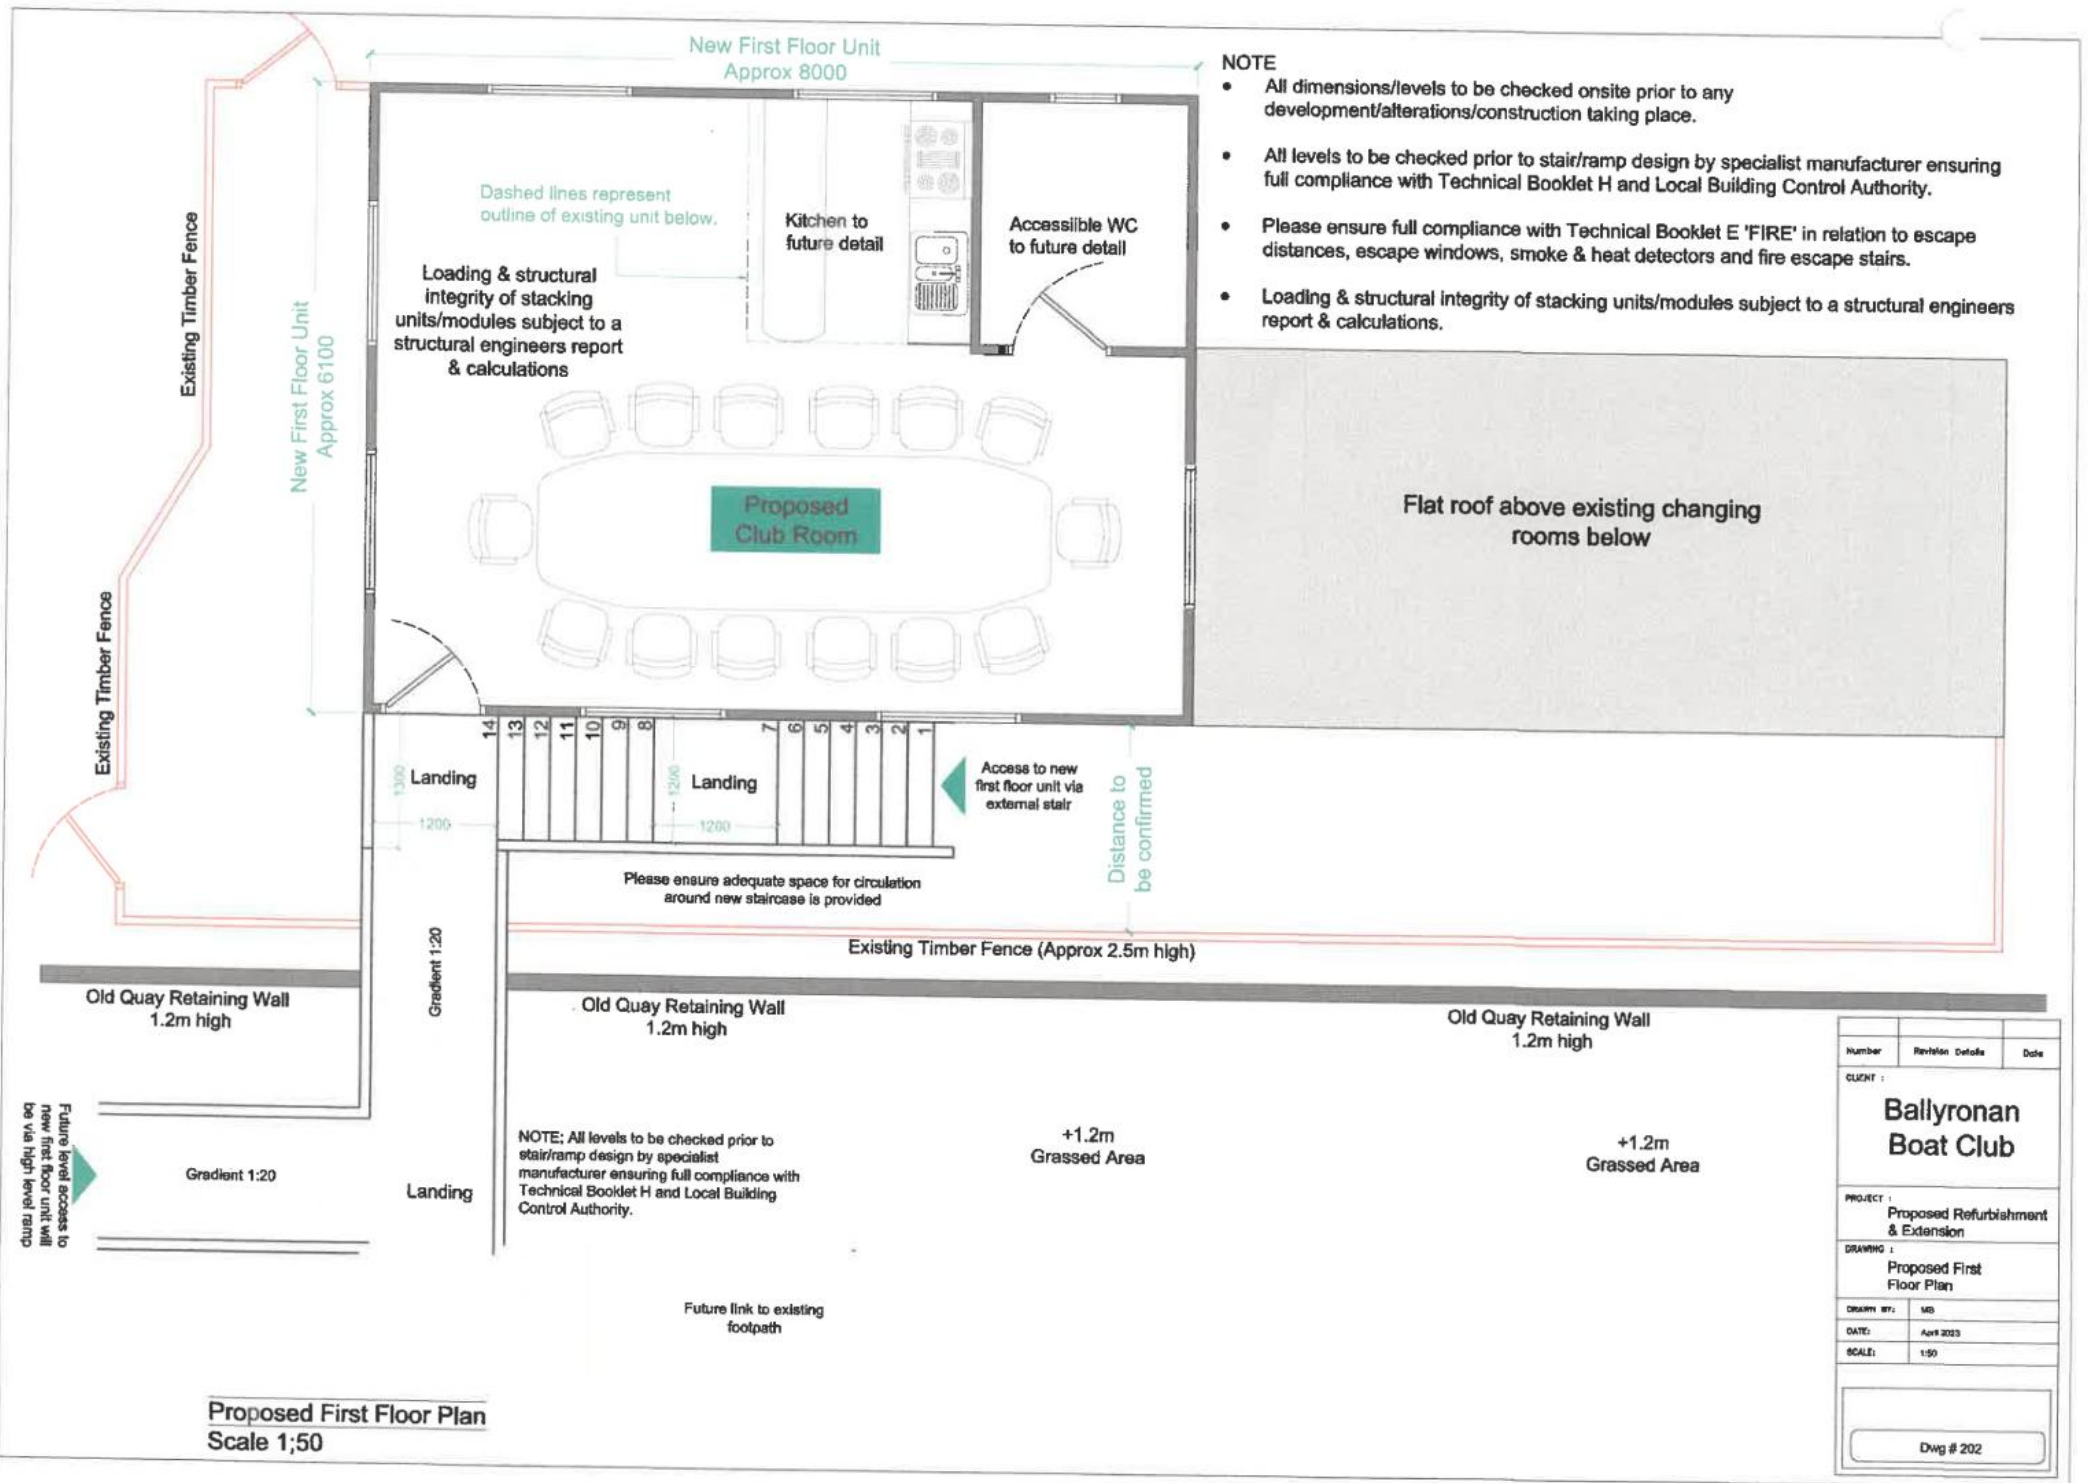 New First Floor Unit
Approx 8000
NOTE
• All dimensions/levels to be checked onsite prior to any
development/alterations/construction taking place.
• All levels to be checked prior to stair/ramp design by specialist manufacturer ensuring
full compliance with Technical Booklet H and Local Building Control Authority.
• Please ensure full compliance with Technical Booklet E 'FIRE' in relation to escape
distances, escape windows, smoke & heat detectors and fire escape stairs.
• Loading & structural integrity of stacking units/modules subject to a structural engineers
report & calculations.
Existing Timber Fence
New First Floor Unit
Approx 6100
Dashed lines represent
outline of existing unit below.
Kitchen to
future detail
Accessiible WC
to future detail
Loading & structural
integrity of stacking
units/modules subject to a
structural engineers report
& calculations
Proposed
Club Room
Flat roof above existing changing
rooms below
Existing Timber Fence
14 13 12 11 10 9 8 7 6 5 4 3 2 1
1300
Landing
1200
1200
Landing
1200
Access to new
first floor unit via
external stair
Distance to
be confirmed
Please ensure adequate space for circulation
around new staircase is provided
Gradient 1:20
Existing Timber Fence (Approx 2.5m high)
Old Quay Retaining Wall
1.2m high
Old Quay Retaining Wall
1.2m high
Old Quay Retaining Wall
1.2m high
Future level access to
new first floor unit will
be via high level ramp
Gradient 1:20
Landing
NOTE; All levels to be checked prior to
stair/ramp design by specialist
manufacturer ensuring full compliance with
Technical Booklet H and Local Building
Control Authority.
+1.2m
Grassed Area
+1.2m
Grassed Area
Future link to existing
footpath
Number Revision Details Date
CLIENT :
Ballyronan
Boat Club
PROJECT :
Proposed Refurbishment
& Extension
DRAWING :
Proposed First
Floor Plan
DRAWN BY: MB
DATE: April 2023
SCALE: 1:50
Dwg # 202
Proposed First Floor Plan
Scale 1;50